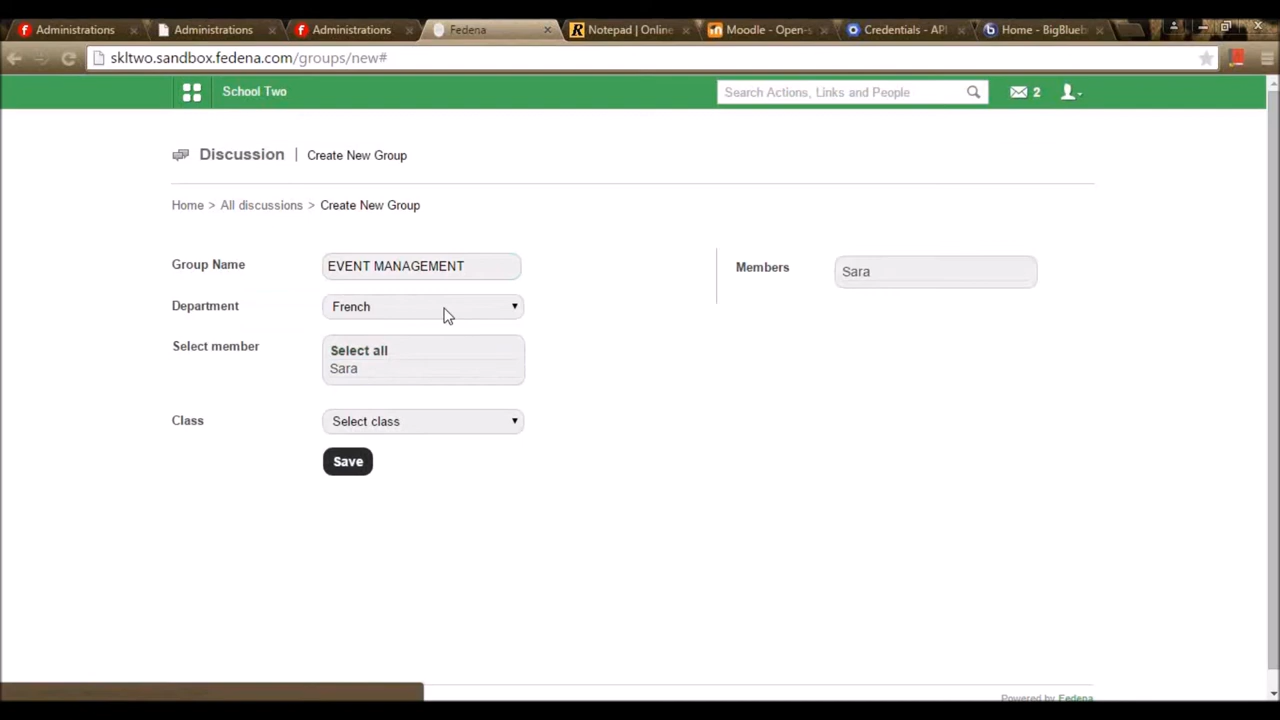 Administrations
Administrations
Administrations
Fedena
Notepad | Online
Moodle - Open-s
Credentials - API
Home - BigBlueb
skltwo.sandbox.fedena.com/groups/new#
School Two
Search Actions, Links and People
2
Discussion | Create New Group
Home > All discussions > Create New Group
Group Name
EVENT MANAGEMENT
Members
Sara
Department
French
Select member
Select all
Sara
Class
Select class
Save
Powered by Fedena